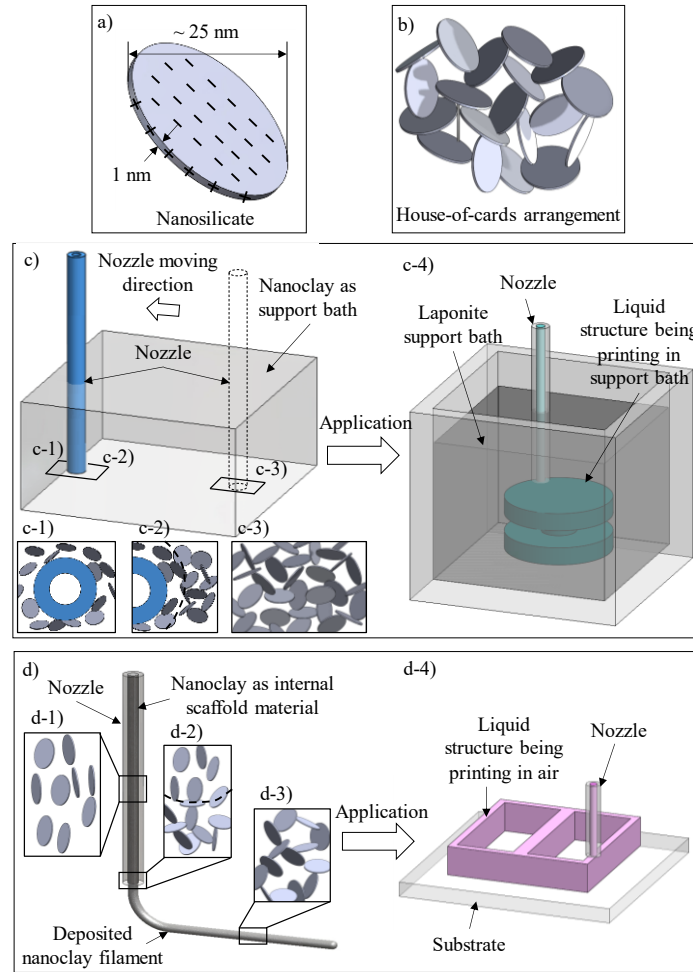 a)
~ 25 nm
1 nm
Nanosilicate
b)
House-of-cards arrangement
c)
Nozzle moving
direction
Nanoclay as
support bath
Nozzle
c-1)
c-2)
c-3)
c-1)
c-2)
c-3)
Application
c-4)
Nozzle
Laponite
support bath
Liquid
structure being
printing in
support bath
d)
Nozzle
Nanoclay as internal
scaffold material
d-1)
d-2)
d-3)
Deposited
nanoclay filament
Application
d-4)
Liquid
structure being
printing in air
Nozzle
Substrate